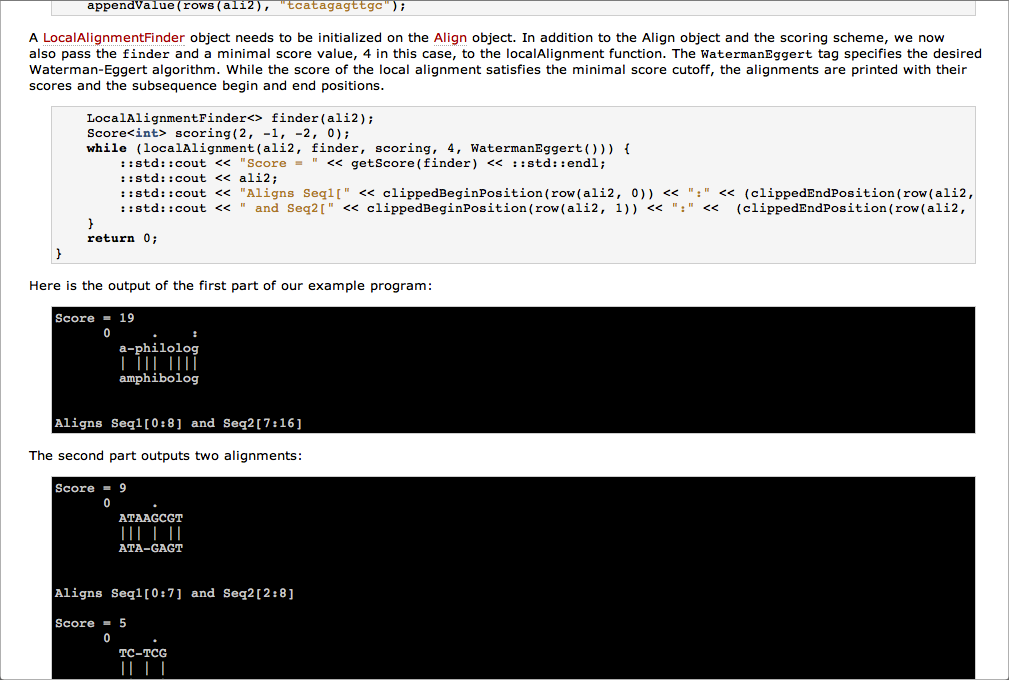 appendValue(rows(ali2), "tcatagagttgc");
A LocalAlignmentFinder object needs to be initialized on the Align object. In addition to the Align object and the scoring scheme, we now
also pass the finder and a minimal score value, 4 in this case, to the localAlignment function. The WatermanEggert tag specifies the desired
Waterman-Eggert algorithm. While the score of the local alignment satisfies the minimal score cutoff, the alignments are printed with their
scores and the subsequence begin and end positions.
    LocalAlignmentFinder<> finder(ali2);
    Score<int> scoring(2, -1, -2, 0);
    while (localAlignment(ali2, finder, scoring, 4, WatermanEggert())) {
        ::std::cout << "Score = " << getScore(finder) << ::std::endl;
        ::std::cout << ali2;
        ::std::cout << "Aligns Seq1[" << clippedBeginPosition(row(ali2, 0)) << ":" << (clippedEndPosition(row(ali2,
        ::std::cout << " and Seq2[" << clippedBeginPosition(row(ali2, 1)) << ":" <<  (clippedEndPosition(row(ali2,
    }
    return 0;
}
Here is the output of the first part of our example program:
Score = 19
      0     .    :
        a-philolog
        | ||| ||||
        amphibolog
Aligns Seq1[0:8] and Seq2[7:16]
The second part outputs two alignments:
Score = 9
      0     .
        ATAAGCGT
        ||| | ||
        ATA-GAGT
Aligns Seq1[0:7] and Seq2[2:8]
Score = 5
      0     .
        TC-TCG
        || | |